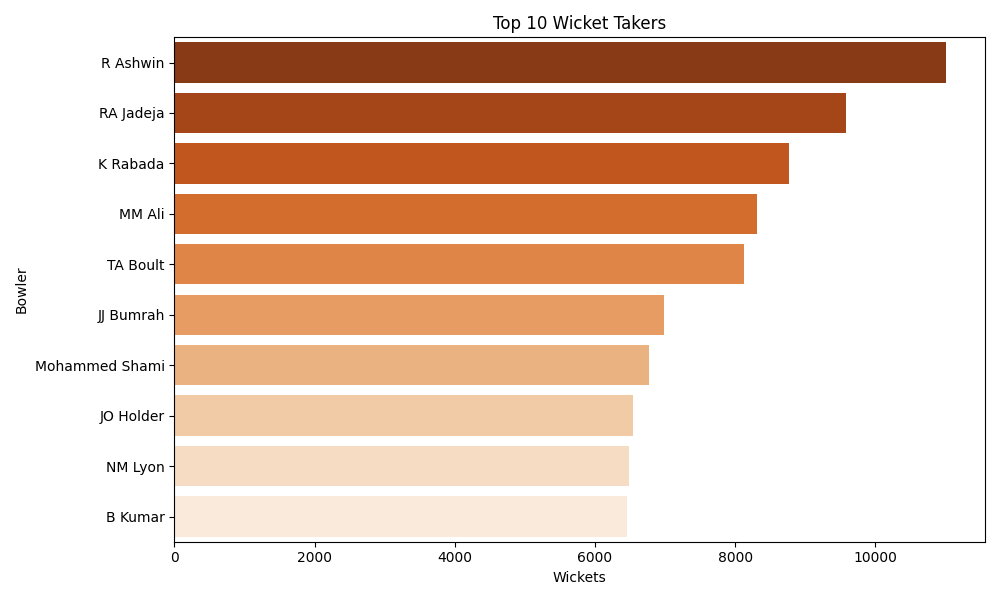 Top 10 Wicket Takers
Bowler
R Ashwin
RA Jadeja
K Rabada
MM Ali
TA Boult
JJ Bumrah
Mohammed Shami
JO Holder
NM Lyon
B Kumar
0 2000 4000 6000 8000 10000
Wickets